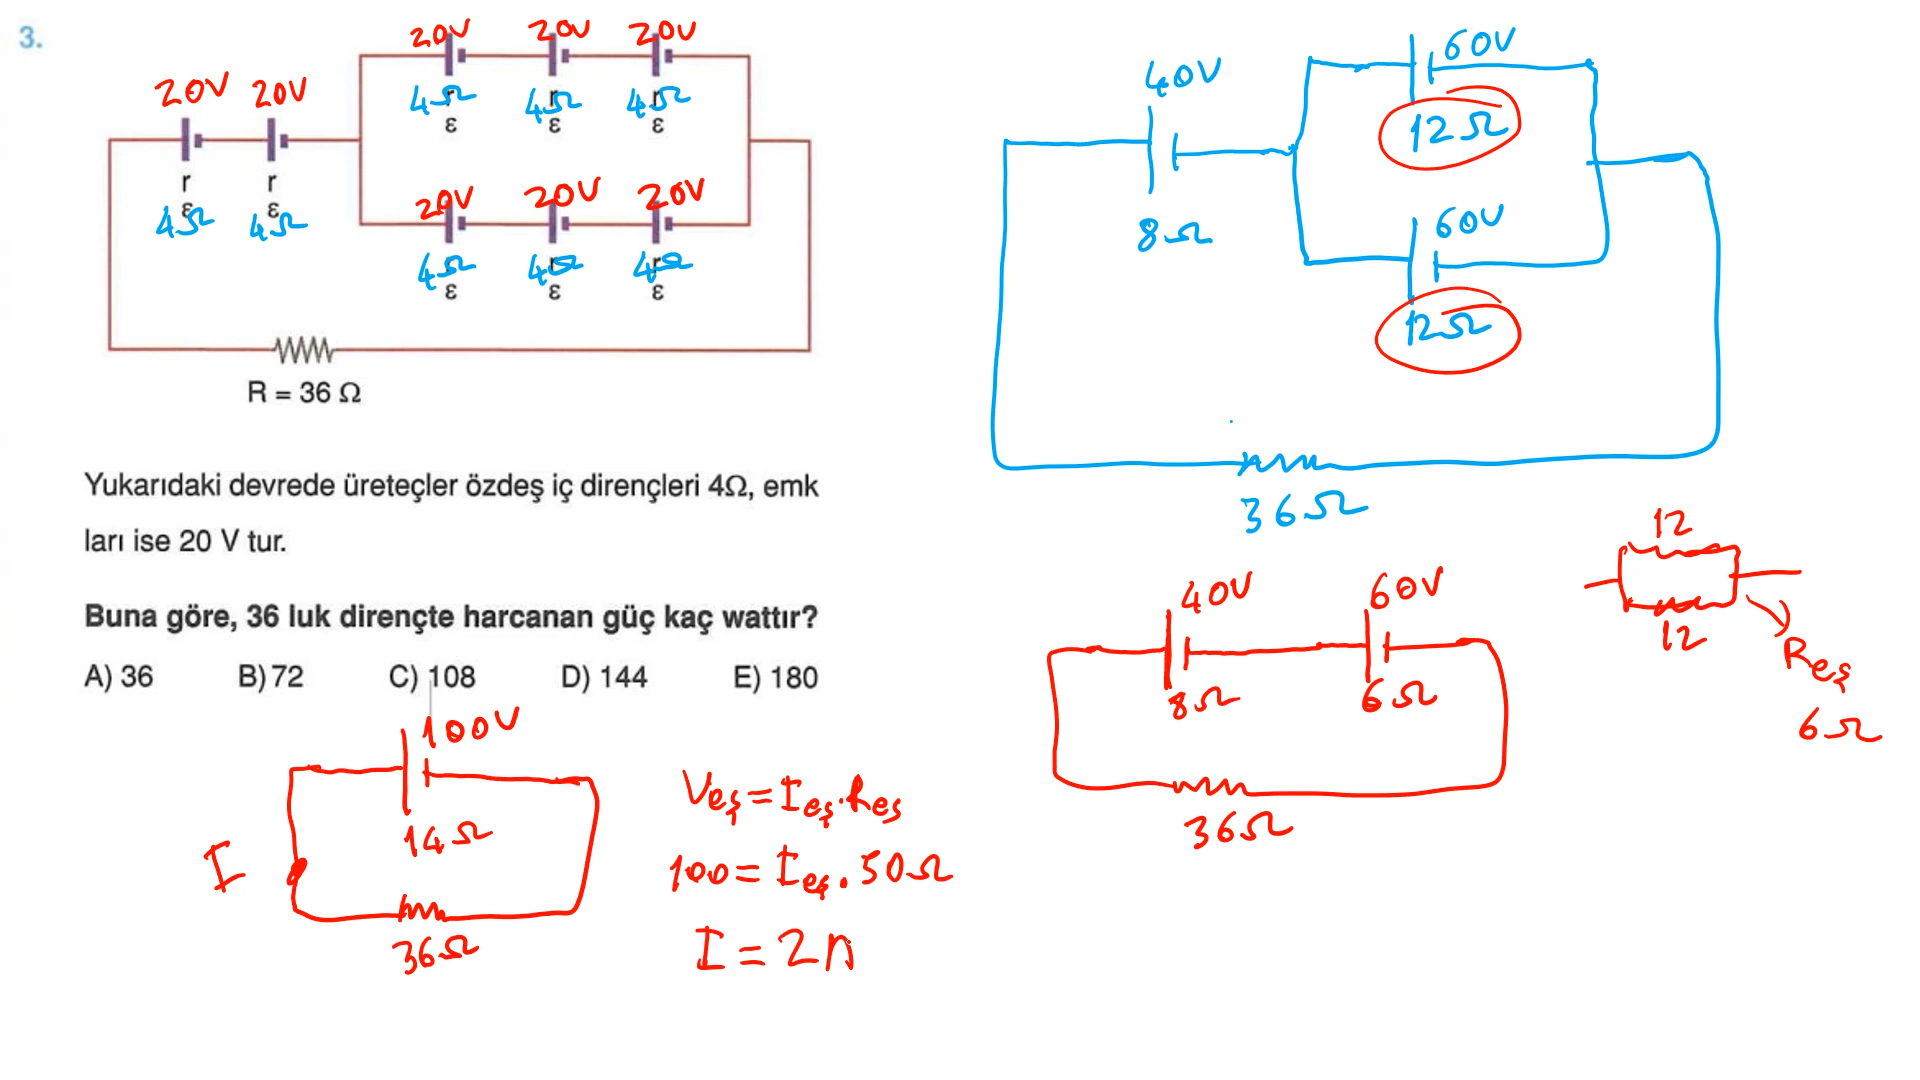 3.
20V 20V 20V
20V 20V
4Ω 4Ω 4Ω
ε ε ε
r r
ε ε
4Ω 4Ω
20V 20V 20V
4Ω 4Ω 4Ω
ε ε ε
R = 36 Ω
Yukarıdaki devrede üreteçler özdeş iç dirençleri 4Ω, emk
ları ise 20 V tur.
Buna göre, 36 luk dirençte harcanan güç kaç wattır?
A) 36 B) 72 C) 108 D) 144 E) 180
100V
14Ω
I
36Ω
Veş = Ieş.Reş
100 = Ieş.50Ω
I = 2A
40V
8Ω
60V
12Ω
60V
12Ω
36Ω
40V 60V
8Ω 6Ω
36Ω
12
12
Reş
6Ω